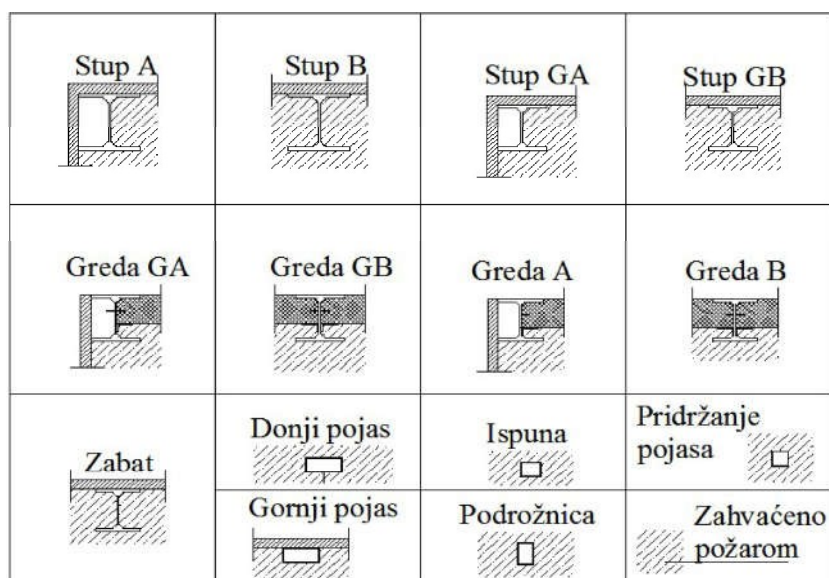 Stup A
Stup B
Stup GA
Stup GB
Greda GA
Greda GB
Greda A
Greda B
Zabat
Donji pojas
Ispuna
Pridržanje
pojasa
Gornji pojas
Podrožnica
Zahvaćeno
požarom